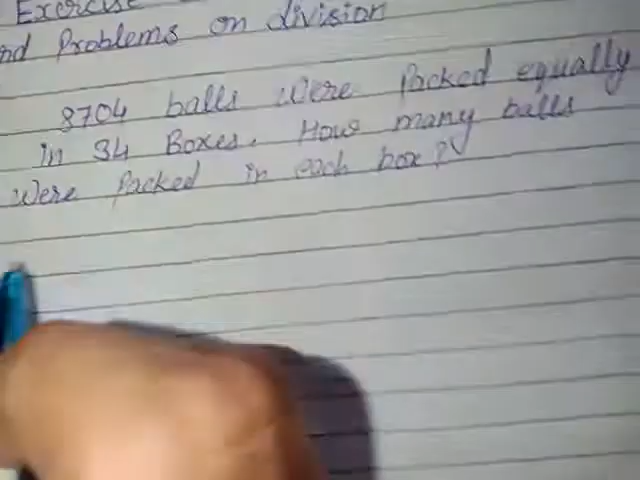 Exercise
nd Problems on division
8704 balls were Packed equally
in 34 Boxes. How many balls
Were Packed in each box?